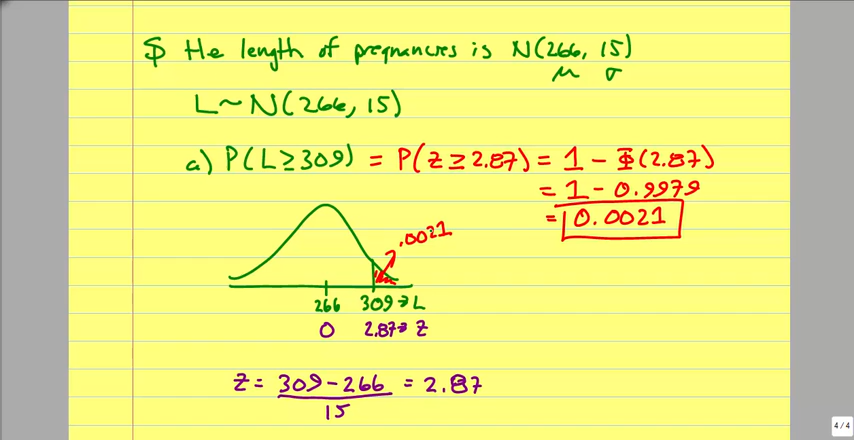 $ The length of pregnancies is N(266, 15)
μ σ
L ~ N(266, 15)
a) P(L ≥ 309) = P(Z ≥ 2.87) = 1 - Φ(2.87)
= 1 - 0.9979
= 0.0021
.0021
266 309 → L
0 2.87 → Z
Z = 309 - 266 / 15 = 2.87
4 / 4